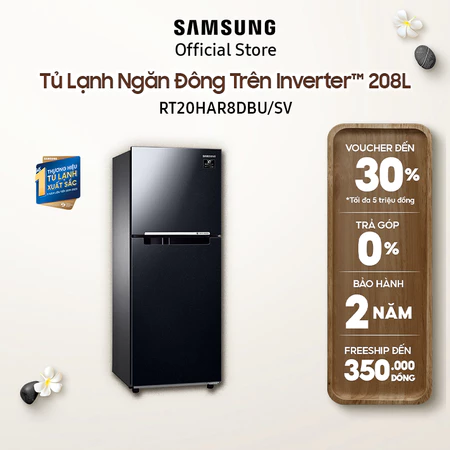 SAMSUNG
Official Store
Tủ Lạnh Ngăn Đông Trên Inverter™ 208L
RT20HAR8DBU/SV
1
THƯƠNG HIỆU
TỦ LẠNH
XUẤT SẮC
SAMSUNG
VOUCHER ĐẾN
30%
*Tối đa 5 triệu đồng
TRẢ GÓP
0%
BẢO HÀNH
2 NĂM
FREESHIP ĐẾN
350.000
ĐỒNG